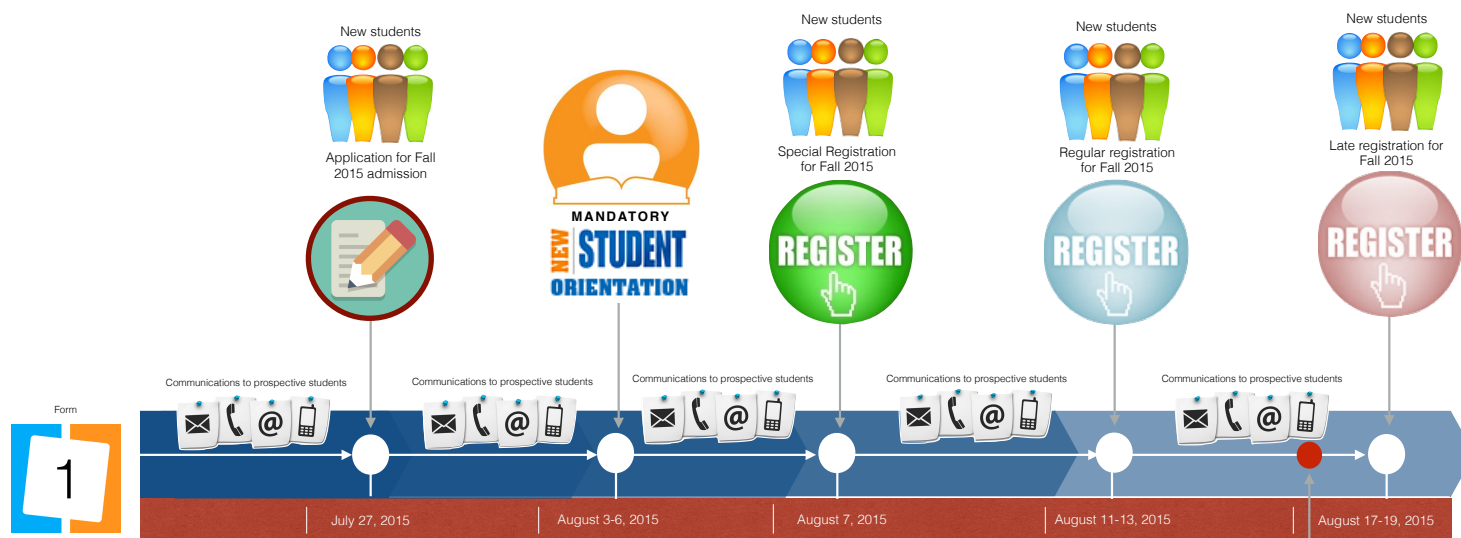 New students
Application for Fall
2015 admission
MANDATORY
NEW STUDENT
ORIENTATION
New students
Special Registration
for Fall 2015
REGISTER
New students
Regular registration
for Fall 2015
REGISTER
New students
Late registration for
Fall 2015
REGISTER
Form
1
Communications to prospective students
@
Communications to prospective students
@
Communications to prospective students
@
Communications to prospective students
@
Communications to prospective students
@
July 27, 2015
August 3-6, 2015
August 7, 2015
August 11-13, 2015
August 17-19, 2015